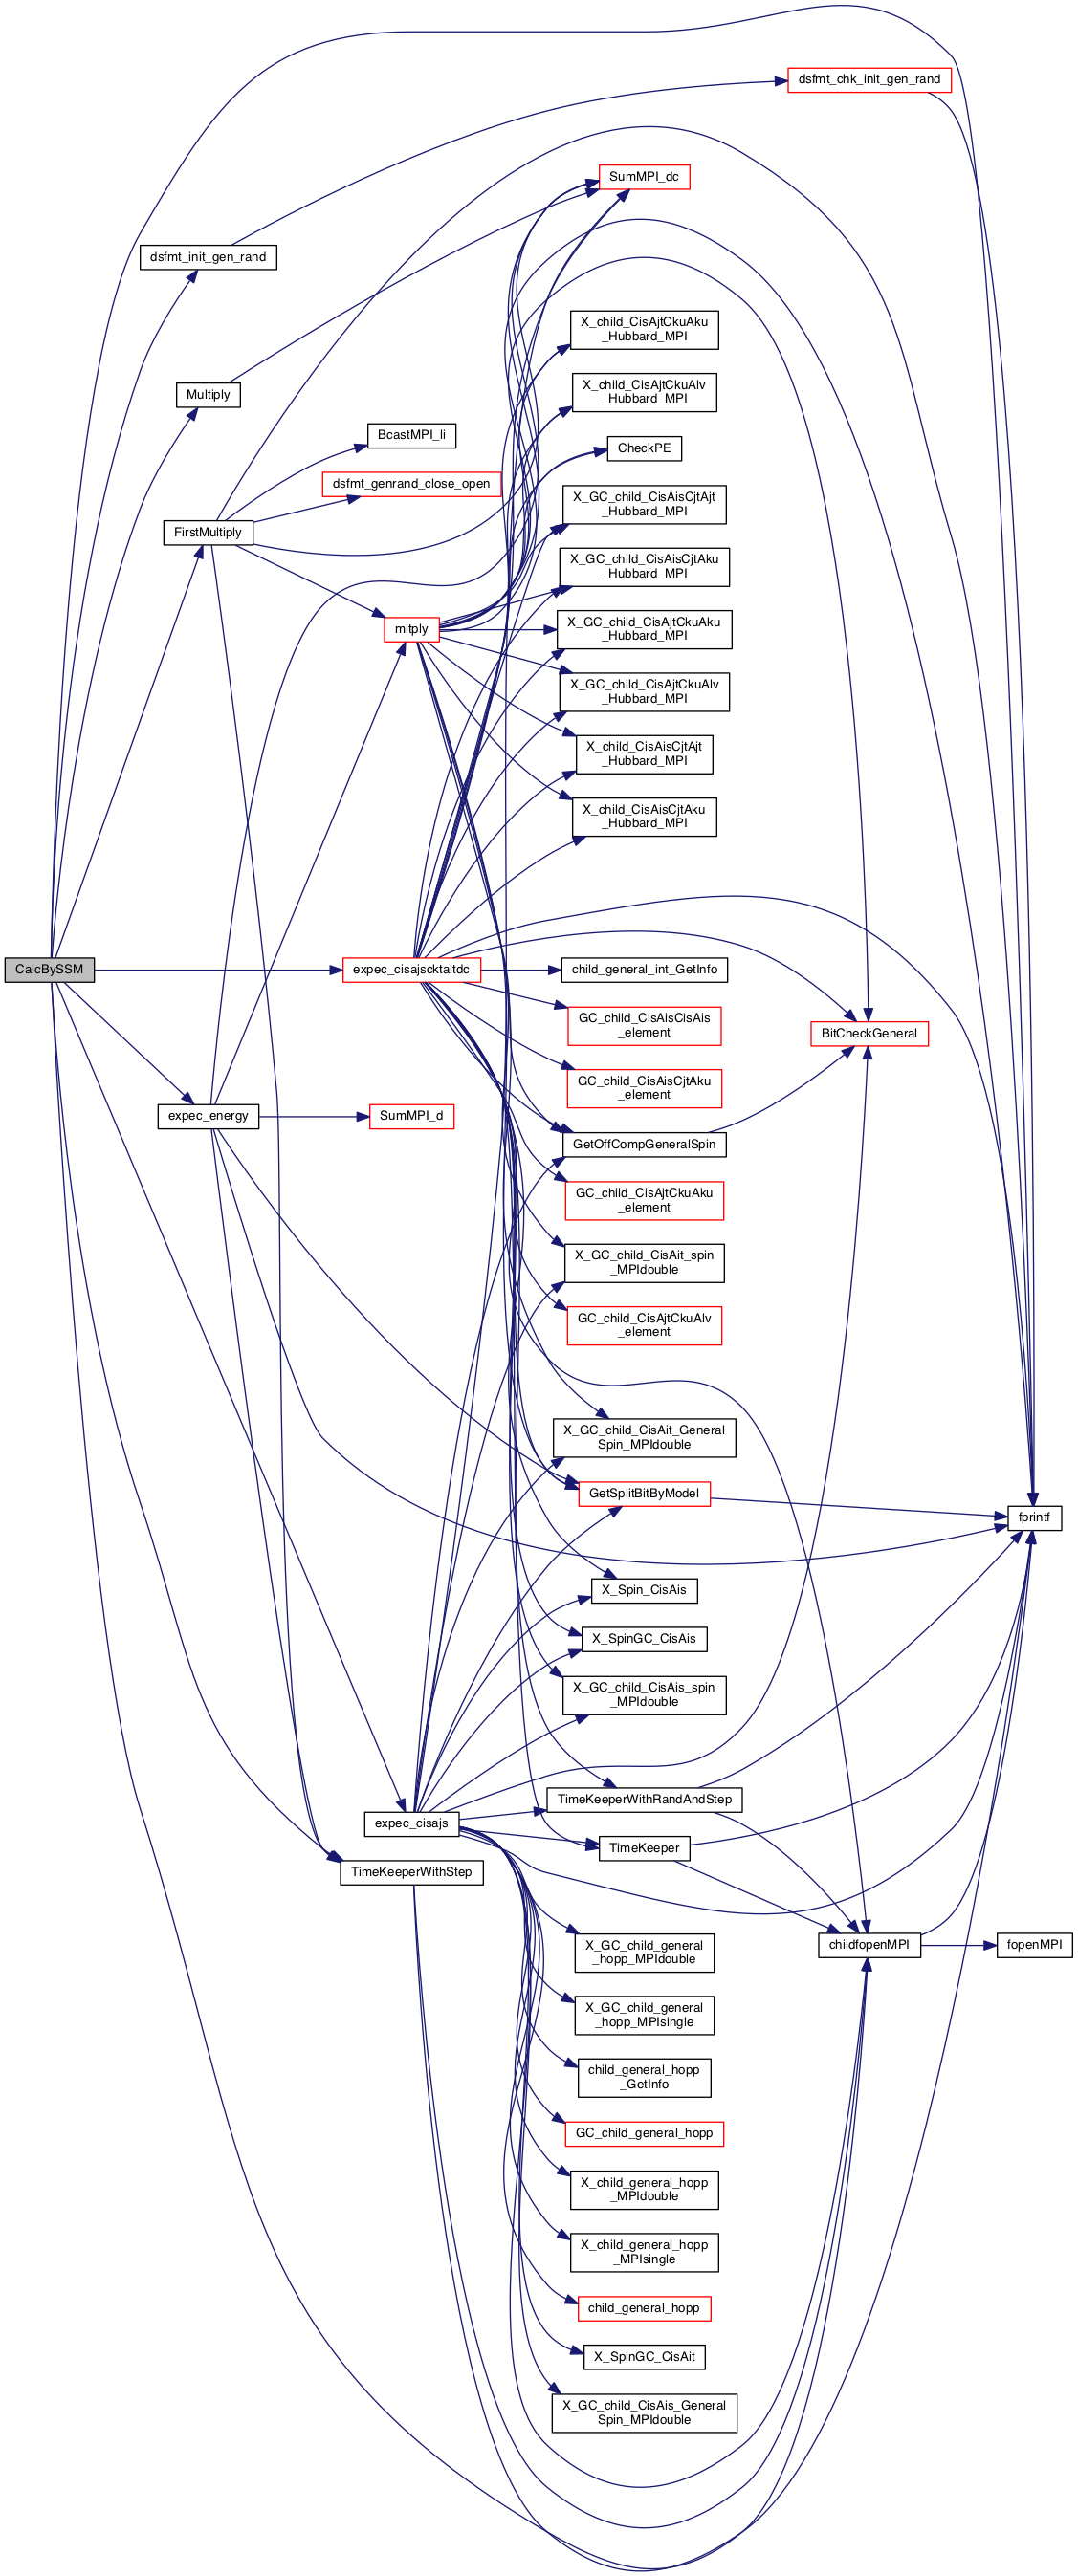 dsfmt_chk_init_gen_rand
SumMPI_dc
dsfmt_init_gen_rand
X_child_CisAjtCkuAku
_Hubbard_MPI
X_child_CisAjtCkuAlv
_Hubbard_MPI
Multiply
BcastMPI_li
CheckPE
dsfmt_genrand_close_open
X_GC_child_CisAisCjtAjt
_Hubbard_MPI
FirstMultiply
X_GC_child_CisAisCjtAku
_Hubbard_MPI
mltply
X_GC_child_CisAjtCkuAku
_Hubbard_MPI
X_GC_child_CisAjtCkuAlv
_Hubbard_MPI
X_child_CisAisCjtAjt
_Hubbard_MPI
X_child_CisAisCjtAku
_Hubbard_MPI
CalcBySSM
expec_cisajscktaltdc
child_general_int_GetInfo
GC_child_CisAisCisAis
_element
BitCheckGeneral
GC_child_CisAisCjtAku
_element
expec_energy
SumMPI_d
GetOffCompGeneralSpin
GC_child_CisAjtCkuAku
_element
X_GC_child_CisAit_spin
_MPIdouble
GC_child_CisAjtCkuAlv
_element
X_GC_child_CisAit_General
Spin_MPIdouble
GetSplitBitByModel
fprintf
X_Spin_CisAis
X_SpinGC_CisAis
X_GC_child_CisAis_spin
_MPIdouble
TimeKeeperWithRandAndStep
expec_cisajs
TimeKeeper
TimeKeeperWithStep
X_GC_child_general
_hopp_MPIdouble
childfopenMPI
fopenMPI
X_GC_child_general
_hopp_MPIsingle
child_general_hopp
_GetInfo
GC_child_general_hopp
X_child_general_hopp
_MPIdouble
X_child_general_hopp
_MPIsingle
child_general_hopp
X_SpinGC_CisAit
X_GC_child_CisAis_General
Spin_MPIdouble